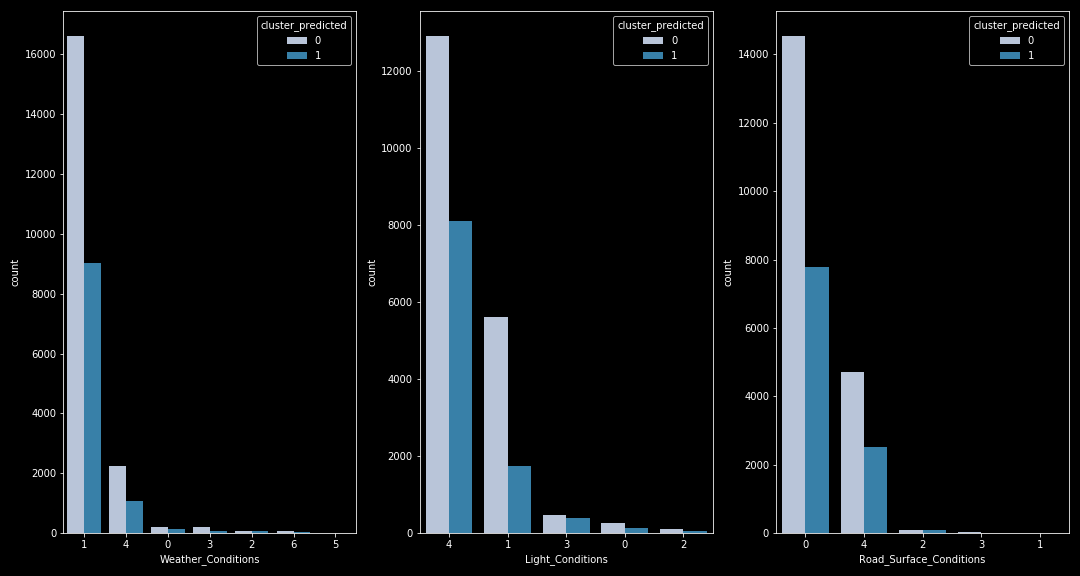 cluster_predicted
0
1
16000
14000
12000
10000
8000
6000
4000
2000
0
count
1 4 0 3 2 6 5
Weather_Conditions
cluster_predicted
0
1
12000
10000
8000
6000
4000
2000
0
count
4 1 3 0 2
Light_Conditions
cluster_predicted
0
1
14000
12000
10000
8000
6000
4000
2000
0
count
0 4 2 3 1
Road_Surface_Conditions